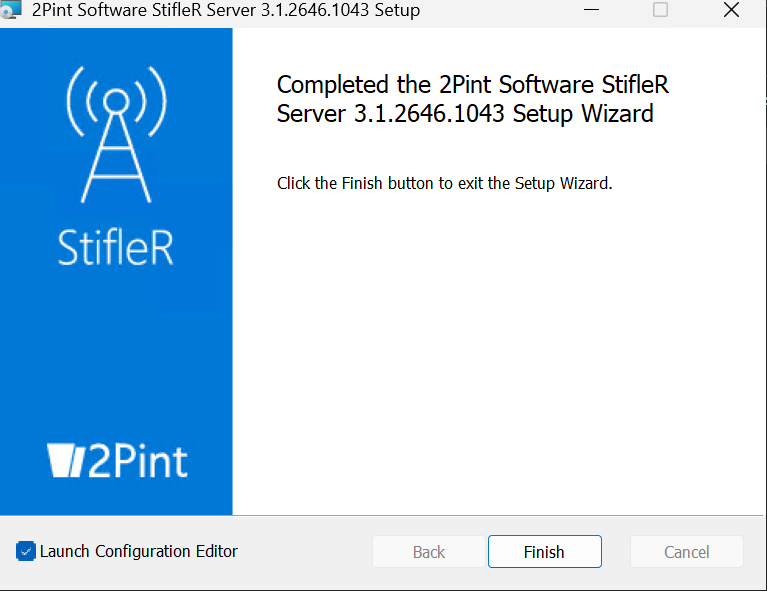 2Pint Software StifleR Server 3.1.2646.1043 Setup
StifleR
2Pint
Completed the 2Pint Software StifleR
Server 3.1.2646.1043 Setup Wizard
Click the Finish button to exit the Setup Wizard.
Launch Configuration Editor
Back
Finish
Cancel